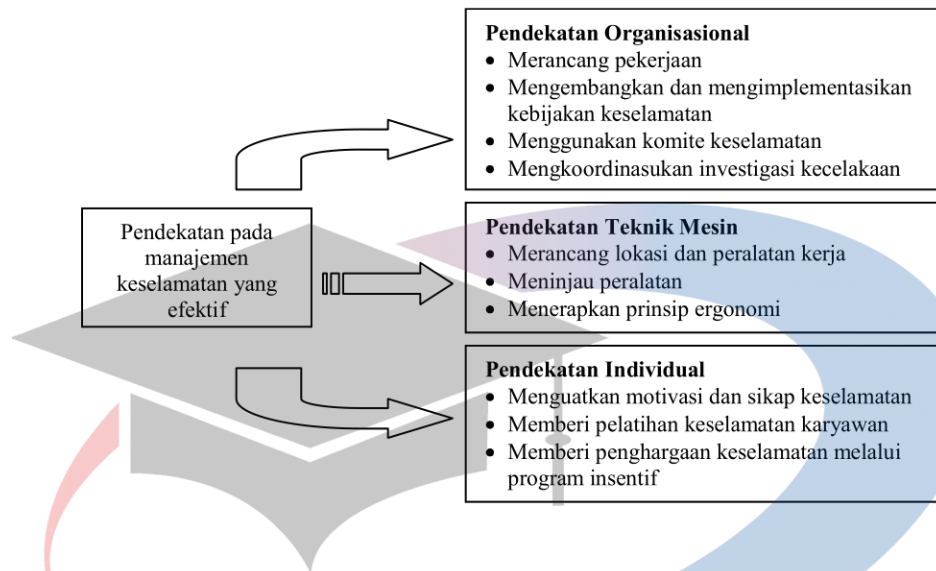 Pendekatan Organisasional
• Merancang pekerjaan
• Mengembangkan dan mengimplementasikan
kebijakan keselamatan
• Menggunakan komite keselamatan
• Mengkoordinasukan investigasi kecelakaan
Pendekatan pada
manajemen
keselamatan yang
efektif
Pendekatan Teknik Mesin
• Merancang lokasi dan peralatan kerja
• Meninjau peralatan
• Menerapkan prinsip ergonomi
Pendekatan Individual
• Menguatkan motivasi dan sikap keselamatan
• Memberi pelatihan keselamatan karyawan
• Memberi penghargaan keselamatan melalui
program insentif